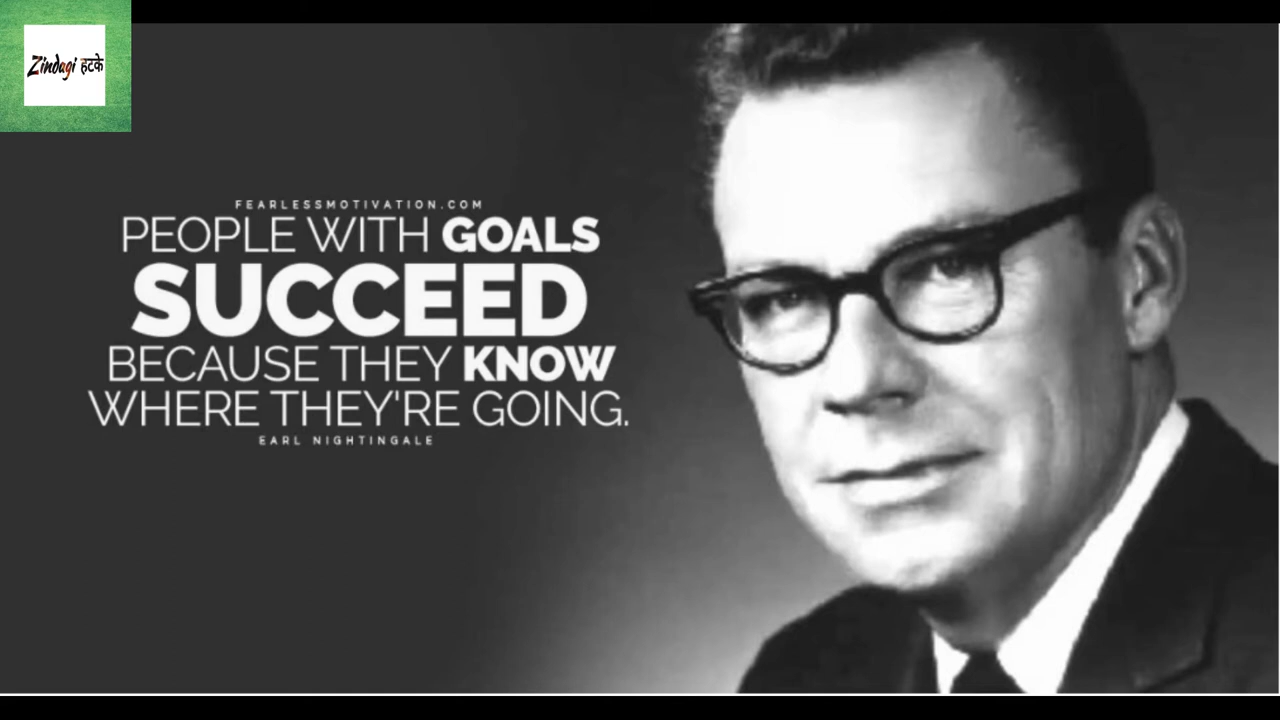 Zindagi हटके
FEARLESSMOTIVATION.COM
PEOPLE WITH GOALS
SUCCEED
BECAUSE THEY KNOW
WHERE THEY'RE GOING.
EARL NIGHTINGALE